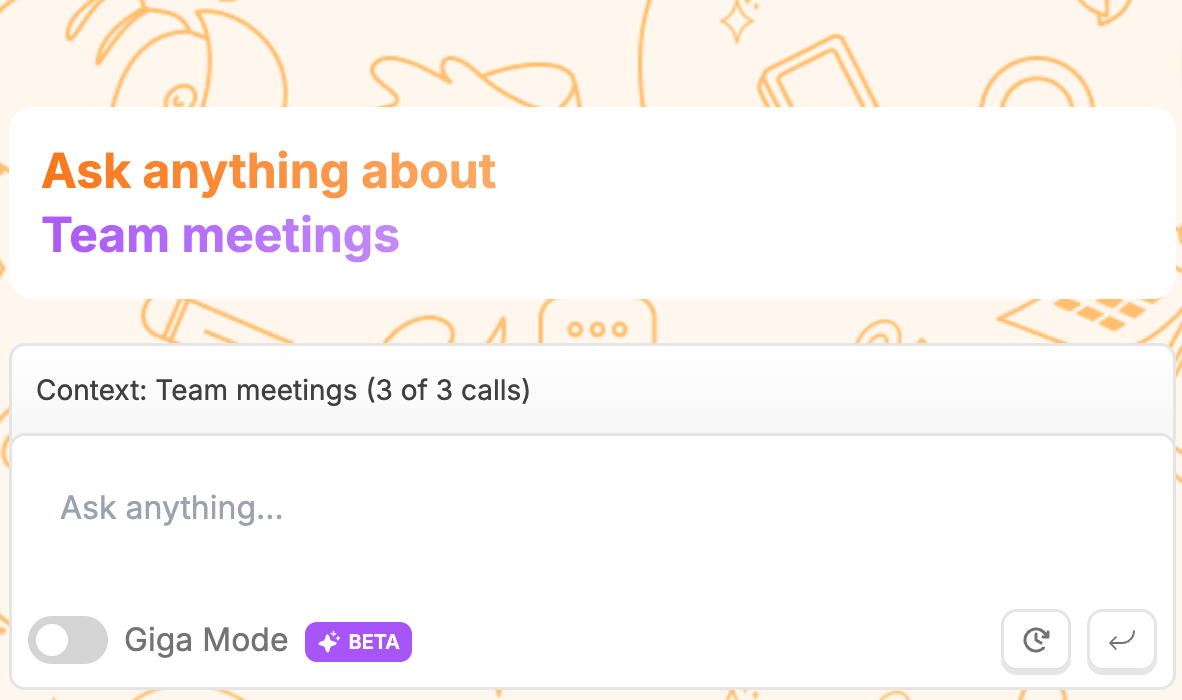 Ask anything about
Team meetings
Context: Team meetings (3 of 3 calls)
Ask anything...
Giga Mode BETA